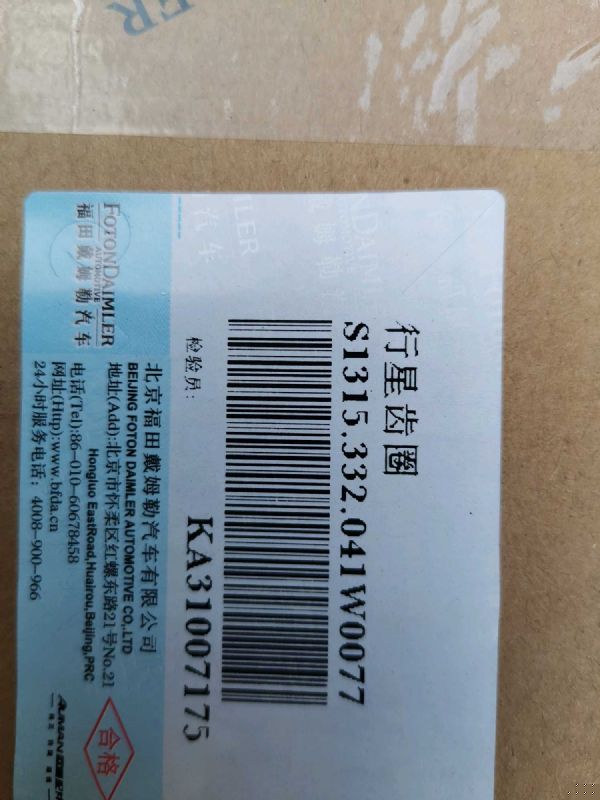 行星齿圈
S1315.332.041W0077
KA31007175
检验员:
FOTONDAIMLER
AUTOMOTIVE
福田戴姆勒汽车
北京福田戴姆勒汽车有限公司
BEIJING FOTON DAIMLER AUTOMOTIVE CO.,LTD
地址(Add):北京市怀柔区红螺东路21号No.21
Hongluo EastRoad,Huairou,Beijing,PRC
电话(Tel):86-010-60678458
网址(Http):www.bfda.cn
24小时服务电话: 4008-900-966
合格
AUMAN